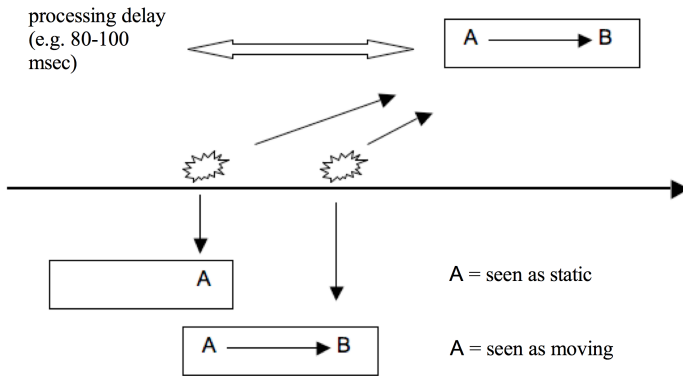 processing delay
(e.g. 80-100
msec)
A B
A
A = seen as static
A B
A = seen as moving